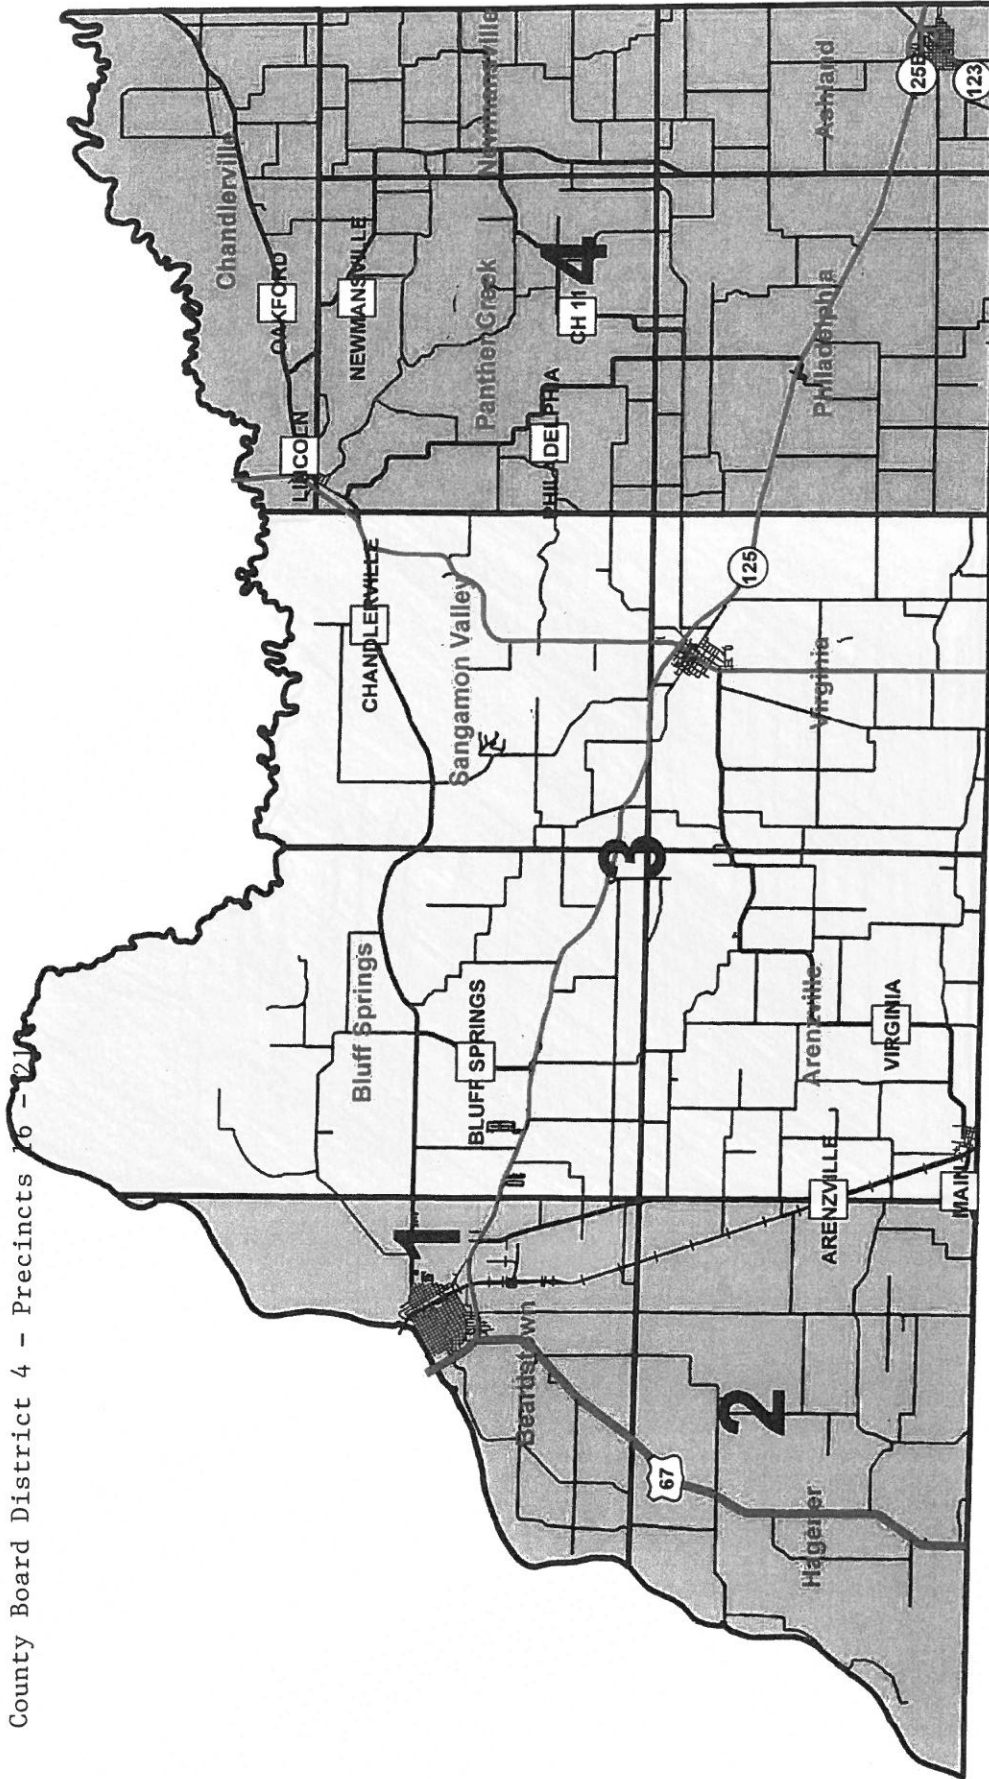 County Board District 4 - Precincts 16 - 21
Chandlerville
OAKFORD
LINCOLN
NEWMANSVILLE
Newmansville
CHANDLERVILLE
Panther Creek
CH 11
4
PHILADELPHIA
Sangamon Valley
Bluff Springs
BLUFF SPRINGS
1
3
Beardstown
125
125B
123
Ashland
Philadelphia
Virginia
Arenzville
VIRGINIA
ARENZVILLE
MAIN
67
2
Hagener